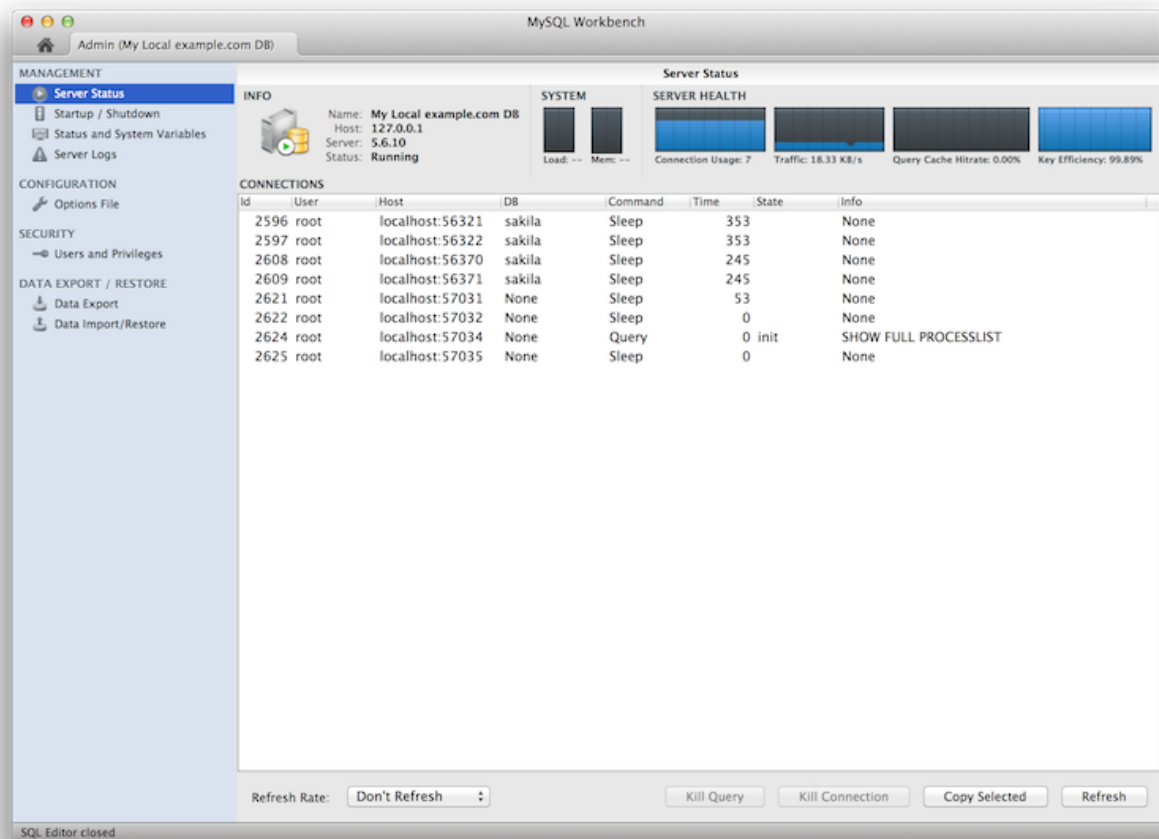 MySQL Workbench
Admin (My Local example.com DB)
MANAGEMENT
Server Status
Startup / Shutdown
Status and System Variables
Server Logs
CONFIGURATION
Options File
SECURITY
Users and Privileges
DATA EXPORT / RESTORE
Data Export
Data Import/Restore
Server Status
INFO
Name: My Local example.com DB
Host: 127.0.0.1
Server: 5.6.10
Status: Running
SYSTEM
Load: -- Mem: --
SERVER HEALTH
Connection Usage: 7 Traffic: 18.33 KB/s Query Cache Hitrate: 0.00% Key Efficiency: 99.89%
CONNECTIONS
Id User Host DB Command Time State Info
2596 root localhost:56321 sakila Sleep 353 None
2597 root localhost:56322 sakila Sleep 353 None
2608 root localhost:56370 sakila Sleep 245 None
2609 root localhost:56371 sakila Sleep 245 None
2621 root localhost:57031 None Sleep 53 None
2622 root localhost:57032 None Sleep 0 None
2624 root localhost:57034 None Query 0 init SHOW FULL PROCESSLIST
2625 root localhost:57035 None Sleep 0 None
Refresh Rate: Don't Refresh Kill Query Kill Connection Copy Selected Refresh
SQL Editor closed